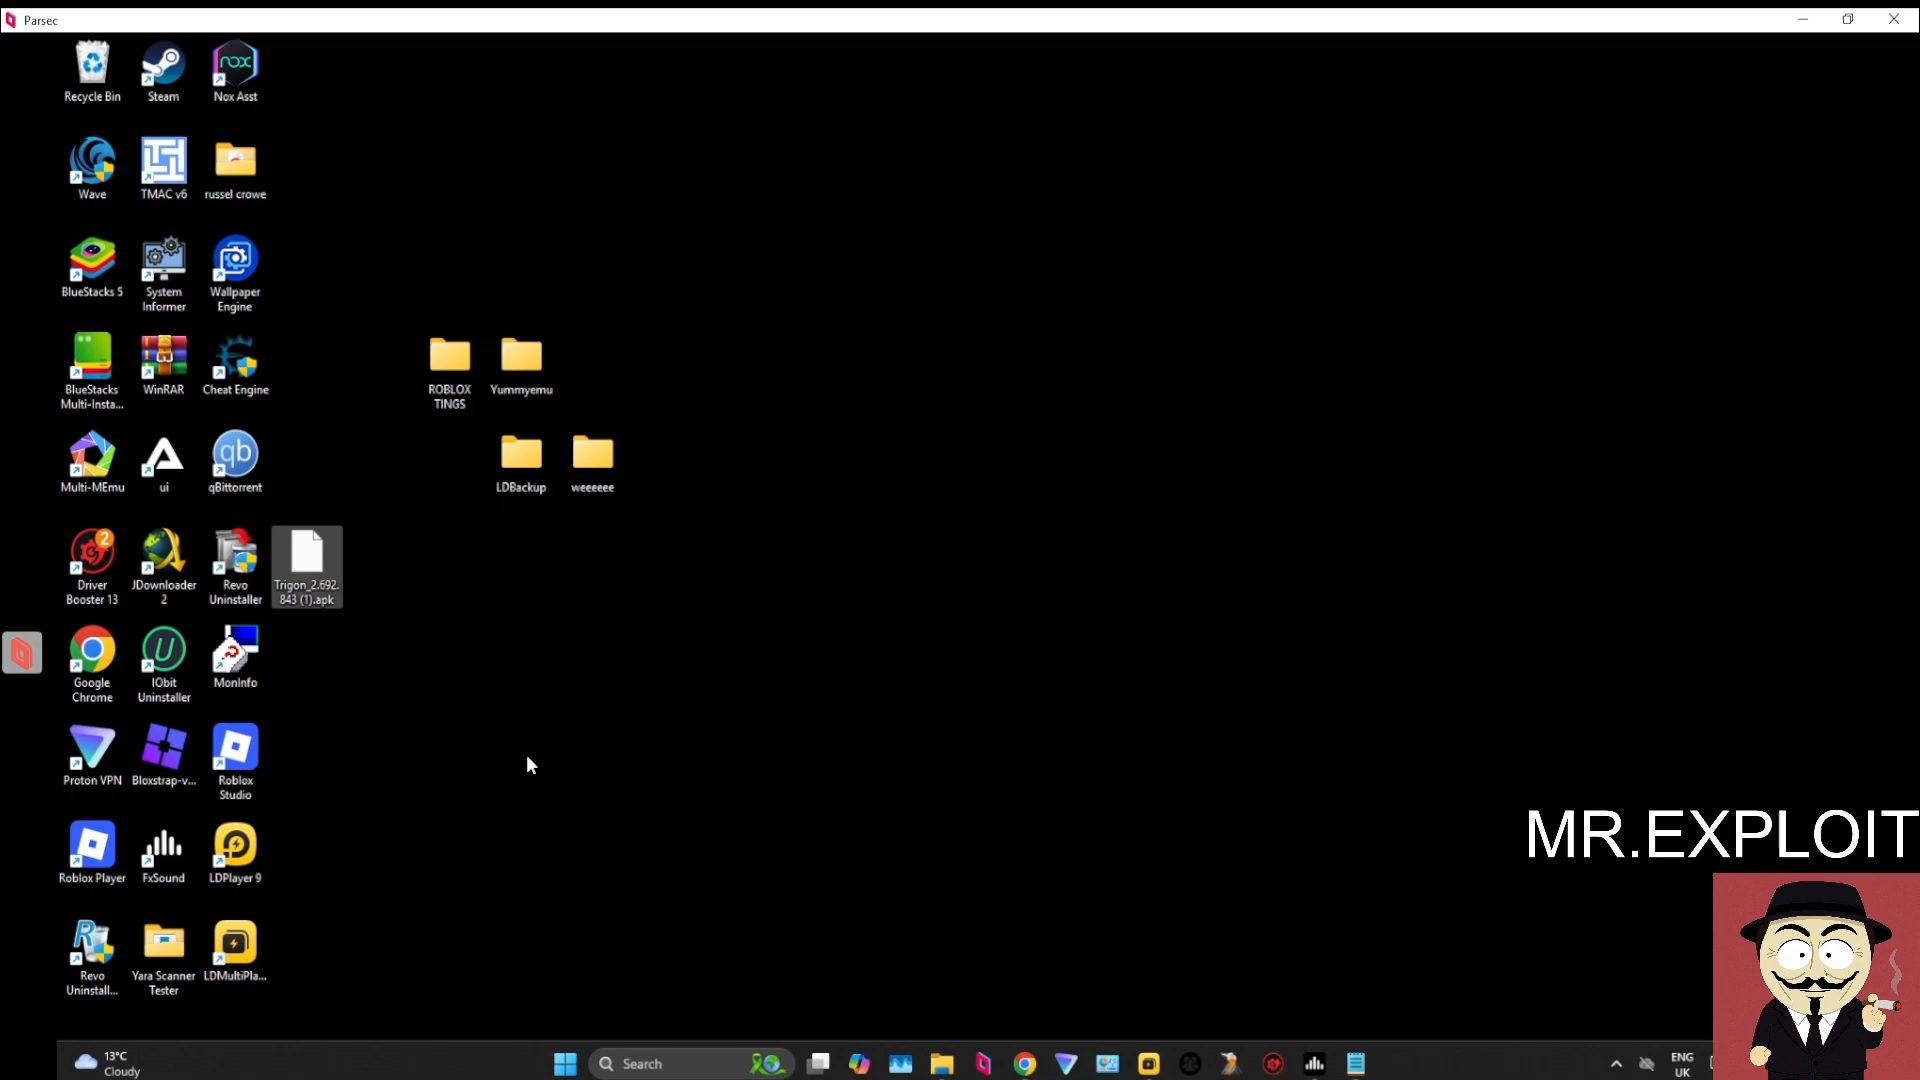 Parsec
Recycle Bin
Steam
Nox Asst
Wave
TMAC v6
russel crowe
BlueStacks 5
System
Informer
Wallpaper
Engine
BlueStacks
Multi-Insta...
WinRAR
Cheat Engine
ROBLOX
TINGS
Yummyemu
Multi-MEmu
ui
qb
qBittorrent
LDBackup
weeeeee
2
Driver
Booster 13
JDownloader
2
Revo
Uninstaller
Trigon_2.692.
843 (1).apk
Google
Chrome
IObit
Uninstaller
MonInfo
Proton VPN
Bloxstrap-v...
Roblox
Studio
Roblox Player
FxSound
LDPlayer 9
Revo
Uninstall...
Yara Scanner
Tester
LDMultiPla...
MR.EXPLOIT
13°C
Cloudy
Search
ENG
UK